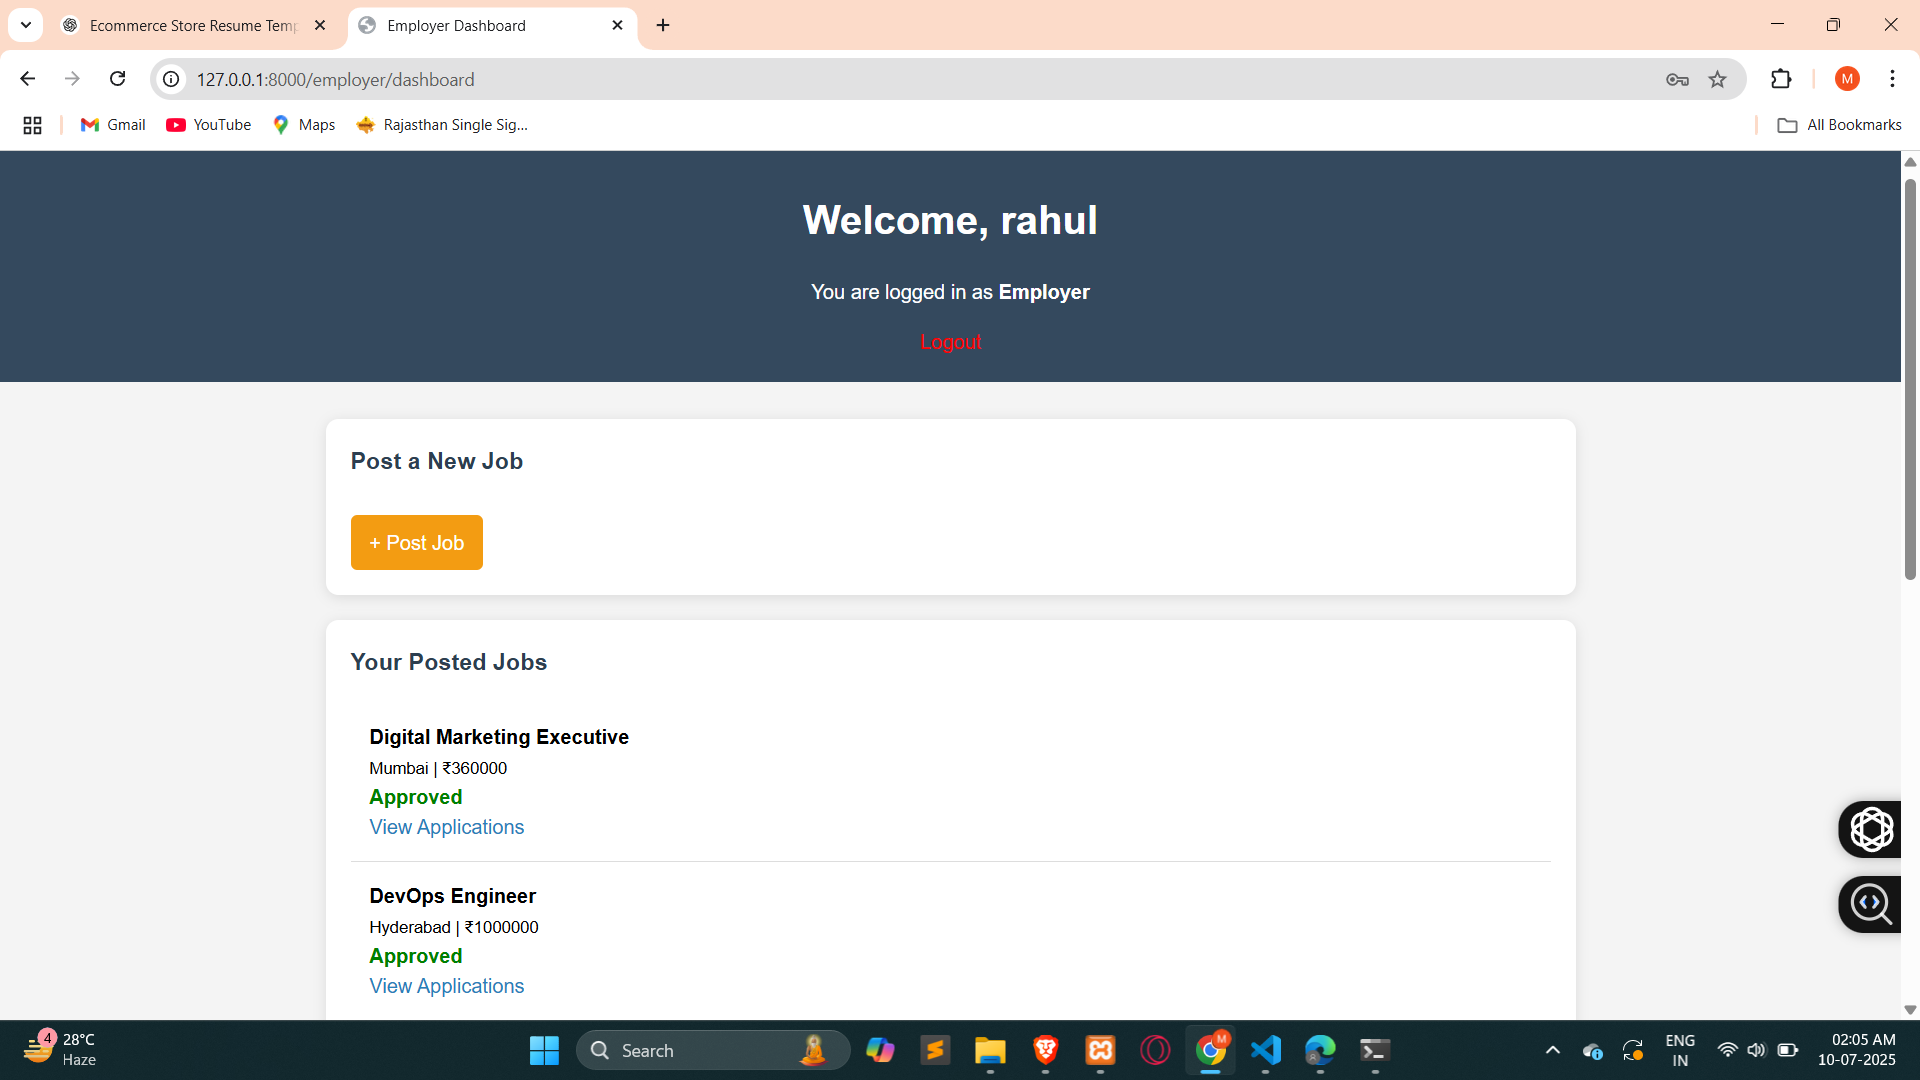 Ecommerce Store Resume Temp
Employer Dashboard
127.0.0.1:8000/employer/dashboard
M
Gmail
YouTube
Maps
Rajasthan Single Sig...
All Bookmarks
Welcome, rahul
You are logged in as Employer
Logout
Post a New Job
+ Post Job
Your Posted Jobs
Digital Marketing Executive
Mumbai | ₹360000
Approved
View Applications
DevOps Engineer
Hyderabad | ₹1000000
Approved
View Applications
4
28°C
Haze
Search
M
ENG
IN
02:05 AM
10-07-2025